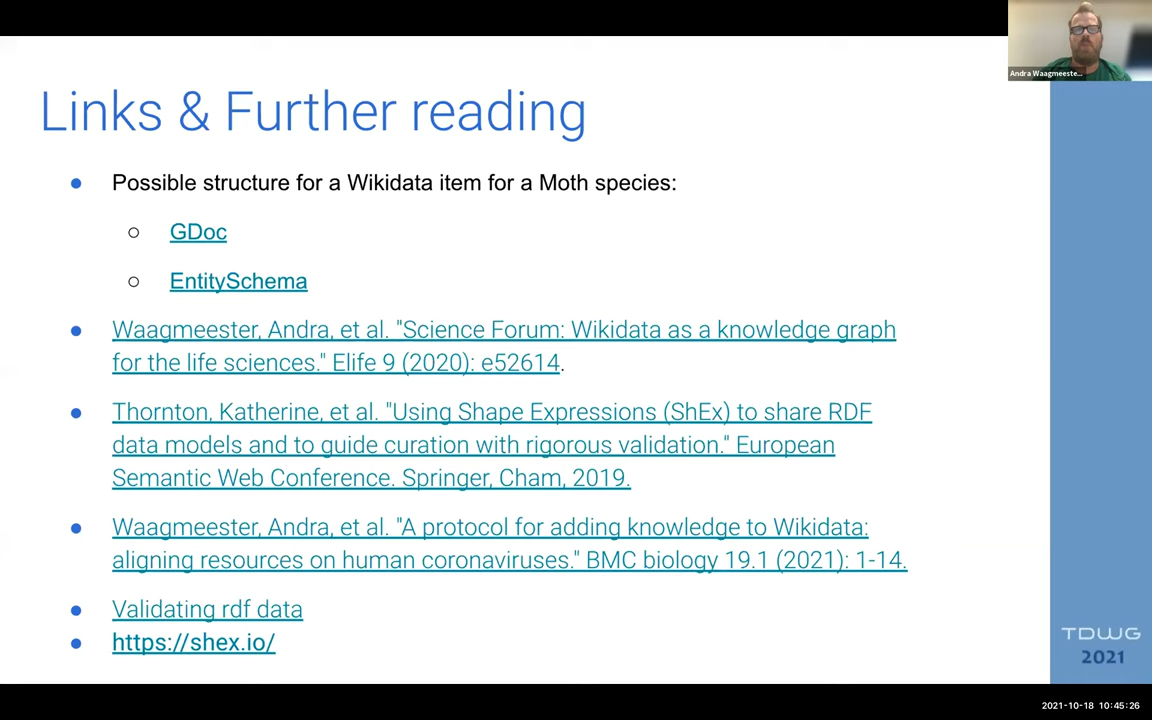 Andra Waagmeeste...
Links & Further reading
Possible structure for a Wikidata item for a Moth species:
GDoc
EntitySchema
Waagmeester, Andra, et al. "Science Forum: Wikidata as a knowledge graph
for the life sciences." Elife 9 (2020): e52614.
Thornton, Katherine, et al. "Using Shape Expressions (ShEx) to share RDF
data models and to guide curation with rigorous validation." European
Semantic Web Conference. Springer, Cham, 2019.
Waagmeester, Andra, et al. "A protocol for adding knowledge to Wikidata:
aligning resources on human coronaviruses." BMC biology 19.1 (2021): 1-14.
Validating rdf data
https://shex.io/
TDWG
2021
2021-10-18 10:45:26